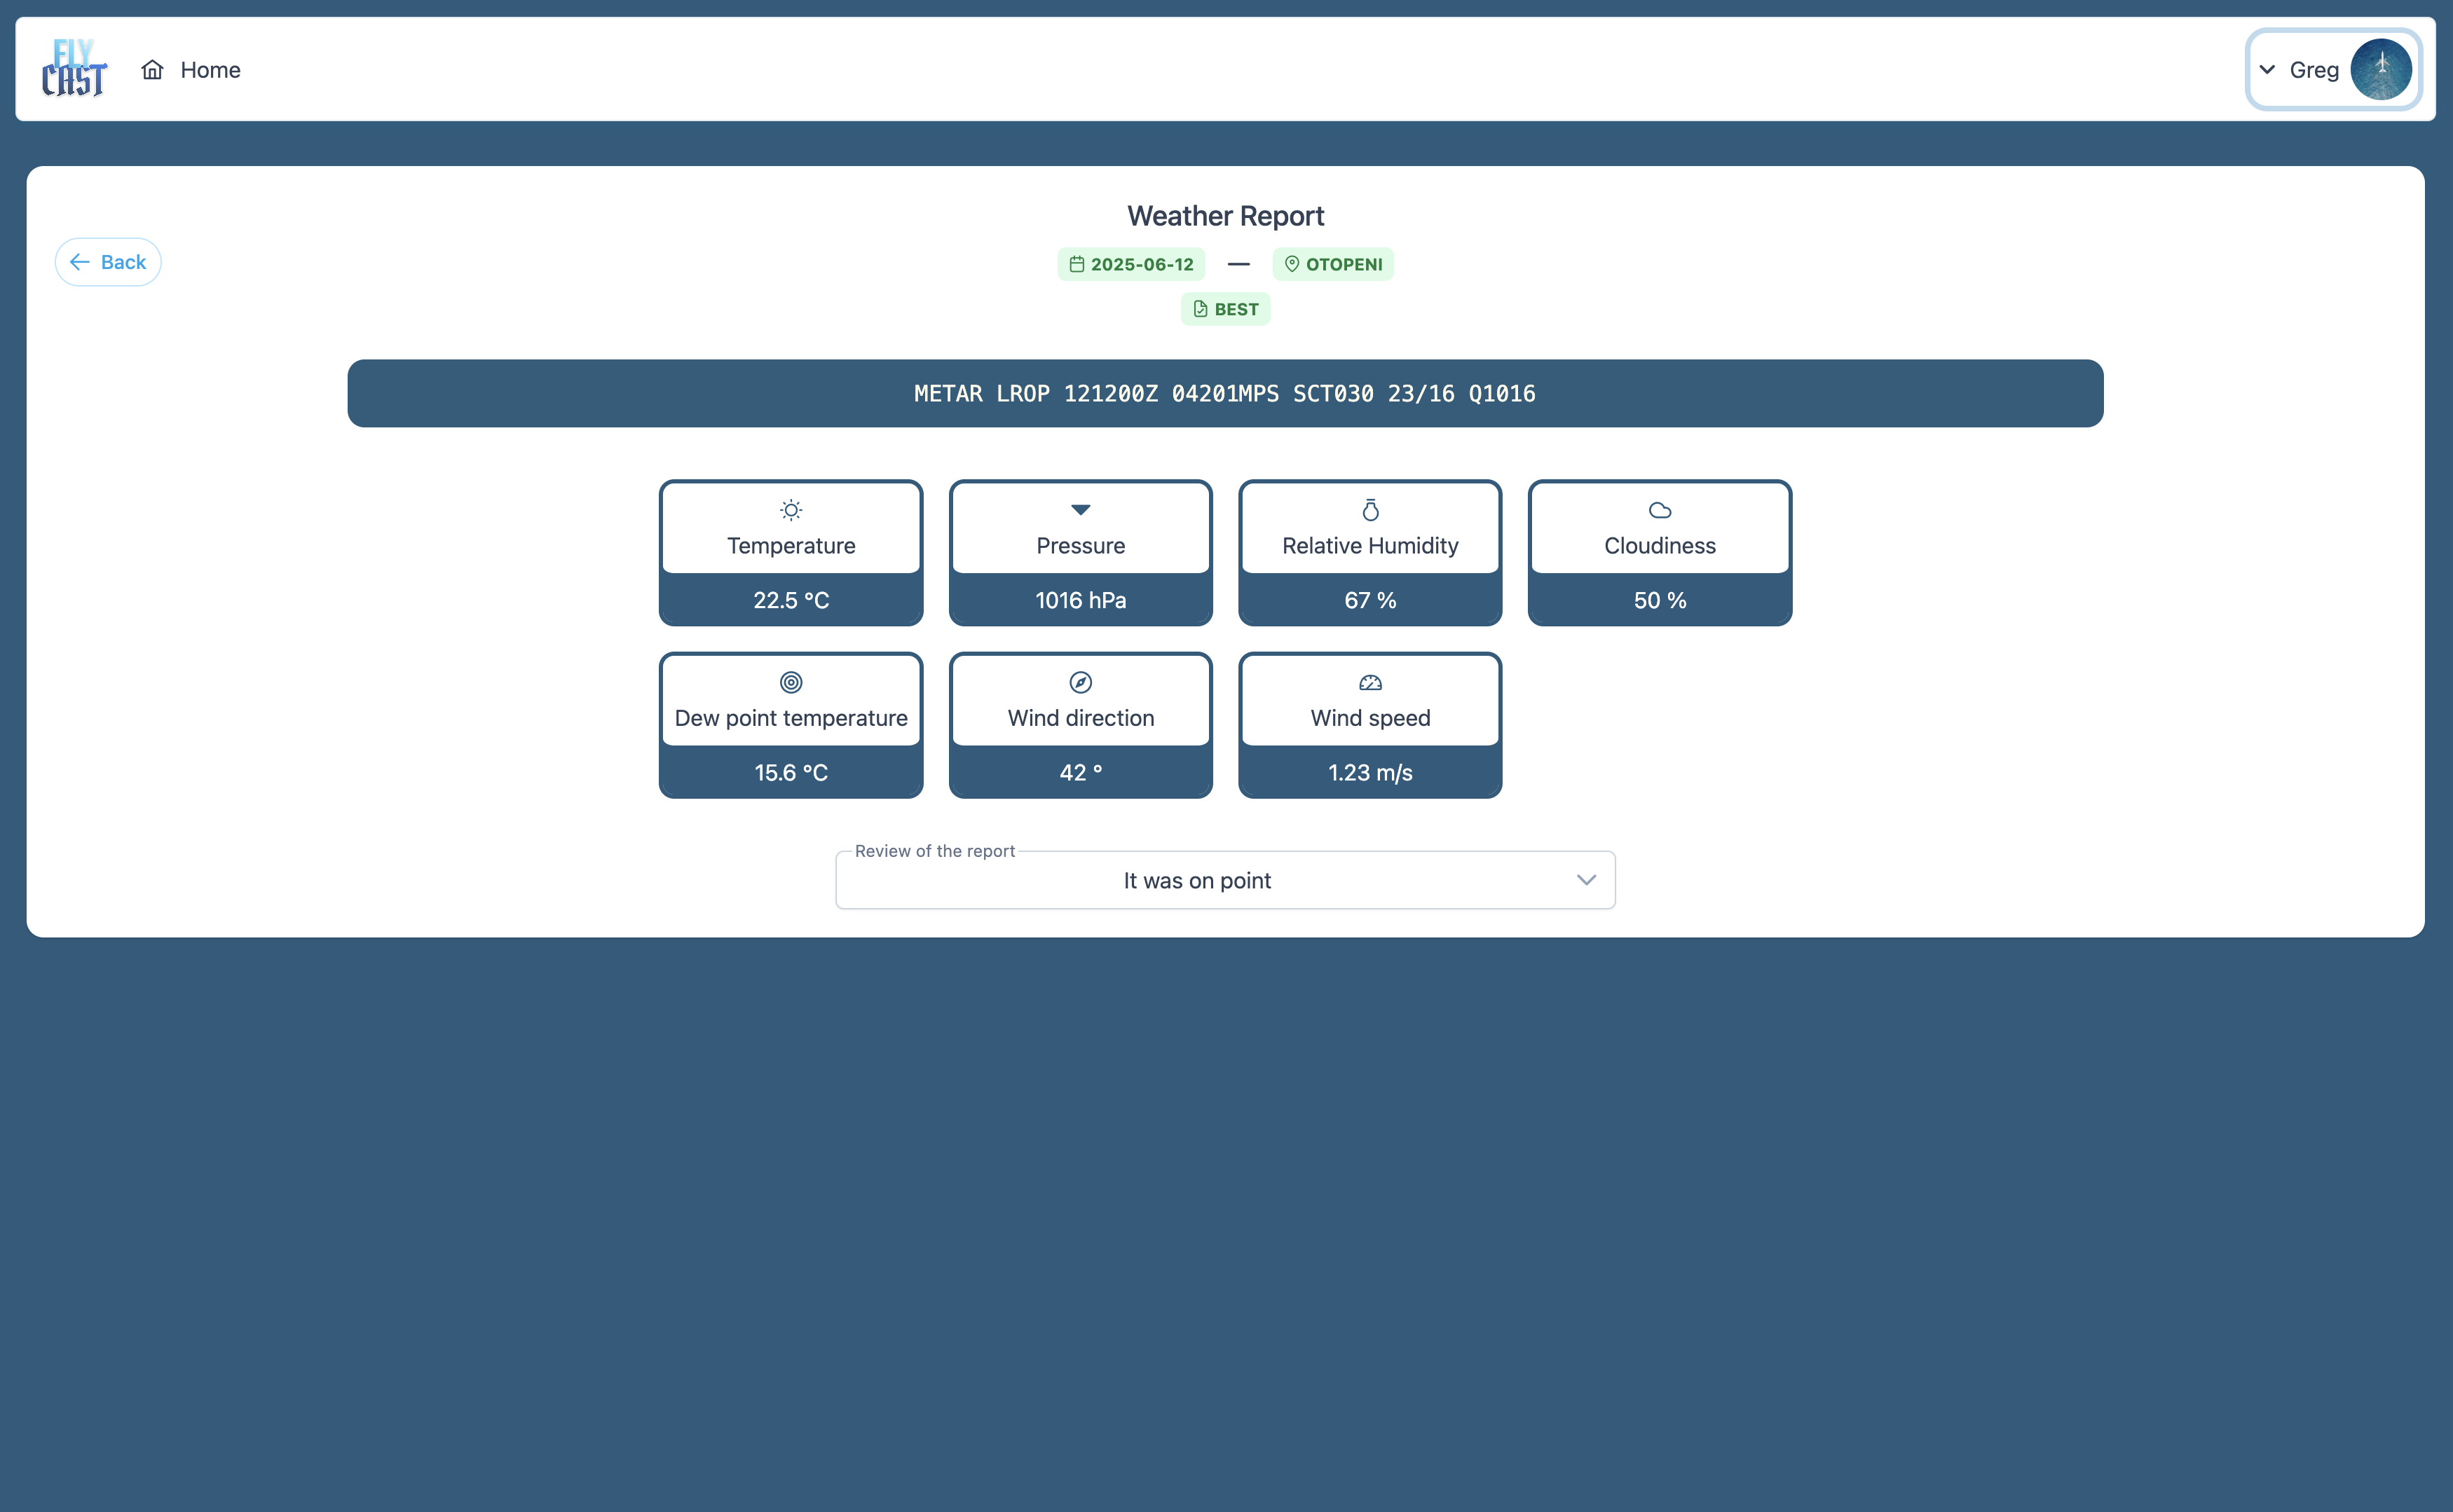 FLY
CAST
Home
Greg
Weather Report
Back
2025-06-12 — OTOPENI
BEST
METAR LROP 121200Z 04201MPS SCT030 23/16 Q1016
Temperature
22.5 °C
Pressure
1016 hPa
Relative Humidity
67 %
Cloudiness
50 %
Dew point temperature
15.6 °C
Wind direction
42 °
Wind speed
1.23 m/s
Review of the report
It was on point